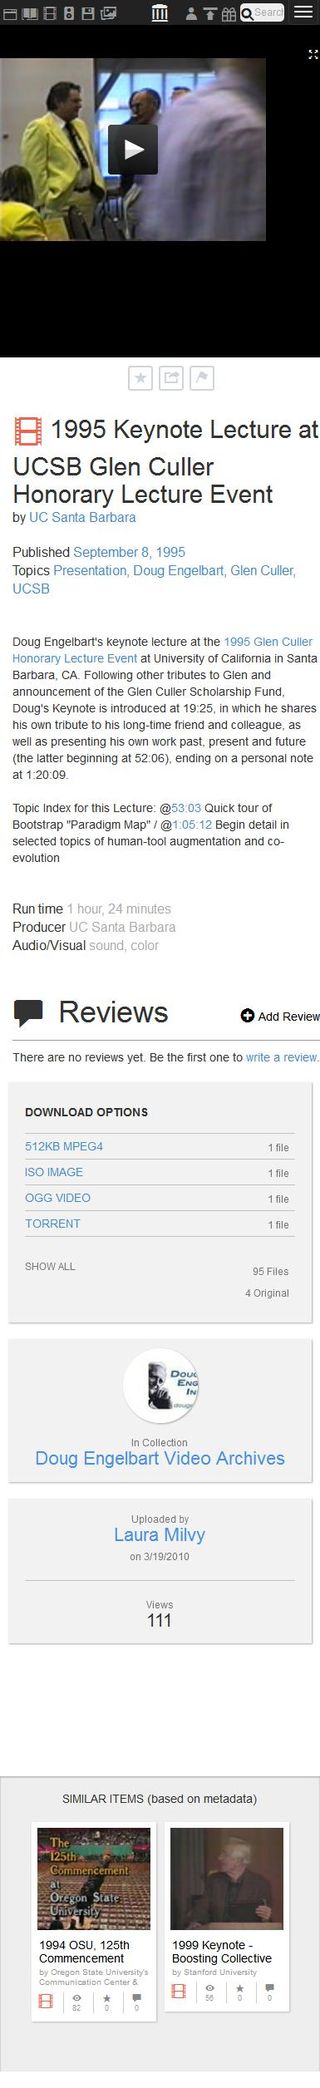 Search
1995 Keynote Lecture at
UCSB Glen Culler
Honorary Lecture Event
by UC Santa Barbara
Published September 8, 1995
Topics Presentation, Doug Engelbart, Glen Culler,
UCSB
Doug Engelbart's keynote lecture at the 1995 Glen Culler
Honorary Lecture Event at University of California in Santa
Barbara, CA. Following other tributes to Glen and
announcement of the Glen Culler Scholarship Fund,
Doug's Keynote is introduced at 19:25, in which he shares
his own tribute to his long-time friend and colleague, as
well as presenting his own work past, present and future
(the latter beginning at 52:06), ending on a personal note
at 1:20:09.
Topic Index for this Lecture: @53:03 Quick tour of
Bootstrap "Paradigm Map" / @1:05:12 Begin detail in
selected topics of human-tool augmentation and co-
evolution
Run time 1 hour, 24 minutes
Producer UC Santa Barbara
Audio/Visual sound, color
Reviews
Add Review
There are no reviews yet. Be the first one to write a review.
DOWNLOAD OPTIONS
512KB MPEG4 1 file
ISO IMAGE 1 file
OGG VIDEO 1 file
TORRENT 1 file
SHOW ALL 95 Files
4 Original
In Collection
Doug Engelbart Video Archives
Uploaded by
Laura Milvy
on 3/19/2010
Views
111
SIMILAR ITEMS (based on metadata)
The
125th
Commencement
at
Oregon State
University
1994 OSU, 125th
Commencement
by Oregon State University's
Communication Center &
82 0 0
1999 Keynote -
Boosting Collective
by Stanford University
56 0 0